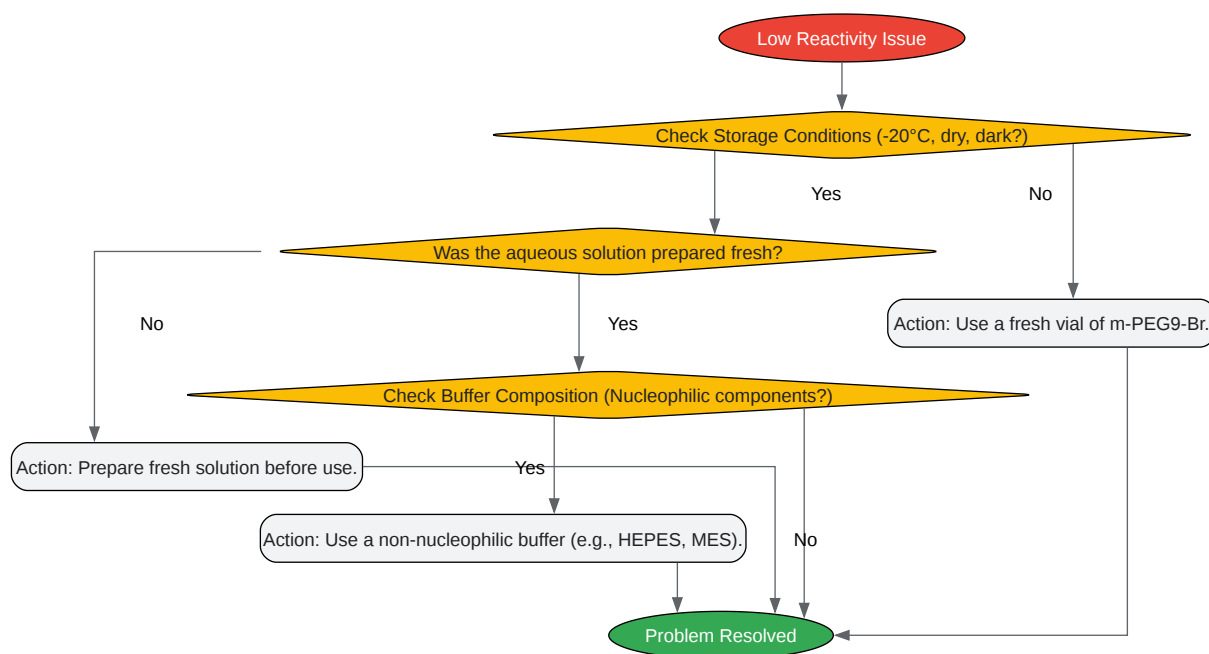 Low Reactivity Issue
Check Storage Conditions (-20°C, dry, dark?)
Yes
No
Was the aqueous solution prepared fresh?
No
Yes
Action: Use a fresh vial of m-PEG9-Br.
Check Buffer Composition (Nucleophilic components?)
Action: Prepare fresh solution before use.
Yes
Action: Use a non-nucleophilic buffer (e.g., HEPES, MES).
No
Problem Resolved